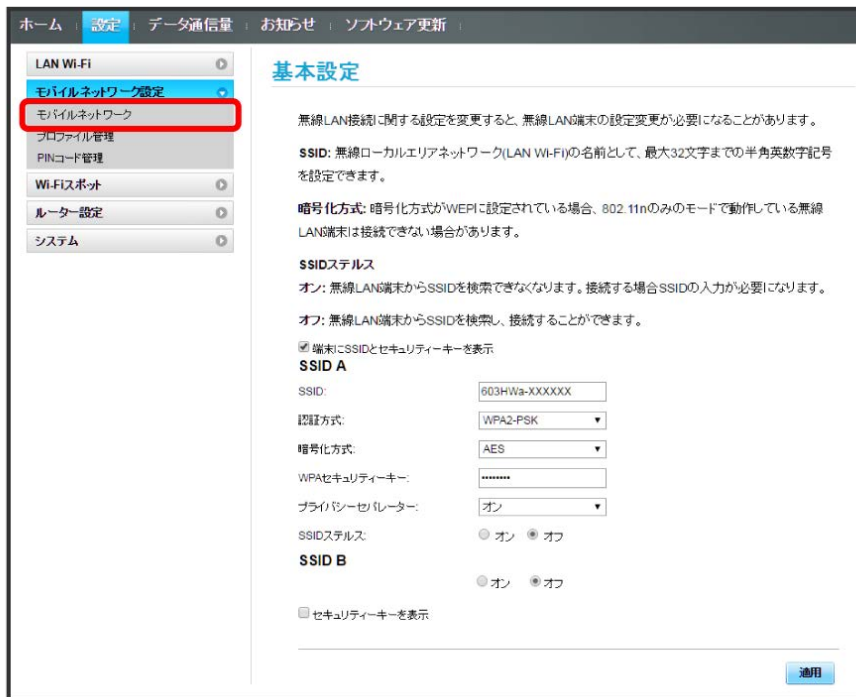 ホーム 設定 データ通信量 お知らせ ソフトウェア更新
LAN Wi-Fi
モバイルネットワーク設定
モバイルネットワーク
プロファイル管理
PINコード管理
Wi-Fiスポット
ルーター設定
システム
基本設定
無線LAN接続に関する設定を変更すると、無線LAN端末の設定変更が必要になることがあります。
SSID: 無線ローカルエリアネットワーク(LAN Wi-Fi)の名前として、最大32文字までの半角英数字記号
を設定できます。
暗号化方式: 暗号化方式がWEPに設定されている場合、802.11nのみのモードで動作している無線
LAN端末は接続できない場合があります。
SSIDステルス
オン: 無線LAN端末からSSIDを検索できなくなります。接続する場合SSIDの入力が必要になります。
オフ: 無線LAN端末からSSIDを検索し、接続することができます。
端末にSSIDとセキュリティーキーを表示
SSID A
SSID: 603HWa-XXXXXX
認証方式: WPA2-PSK
暗号化方式: AES
WPAセキュリティーキー: ••••••••
プライバシーセパレーター: オン
SSIDステルス: オン オフ
SSID B
オン オフ
セキュリティーキーを表示
適用